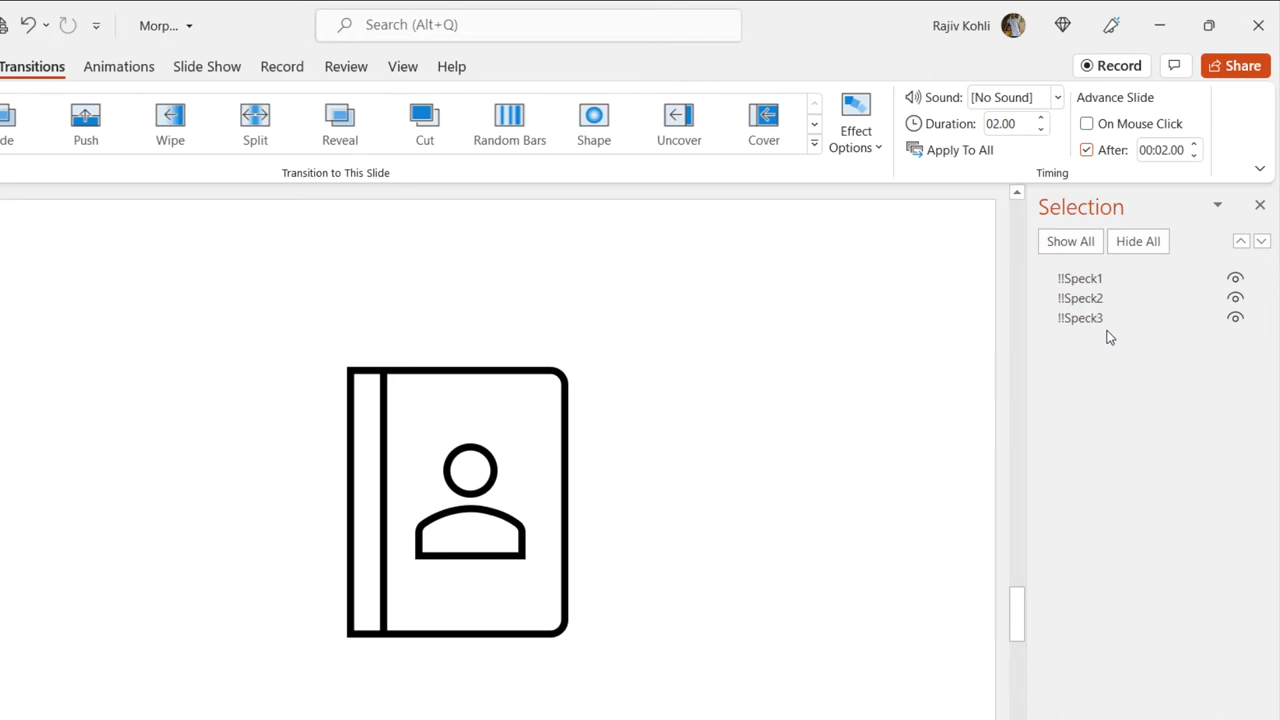 Morp...
Search (Alt+Q)
Rajiv Kohli
Transitions
Animations
Slide Show
Record
Review
View
Help
Record
Share
de
Push
Wipe
Split
Reveal
Cut
Random Bars
Shape
Uncover
Cover
Effect
Options
Sound: [No Sound]
Duration: 02.00
Apply To All
Advance Slide
On Mouse Click
After: 00:02.00
Transition to This Slide
Timing
Selection
Show All
Hide All
!!Speck1
!!Speck2
!!Speck3